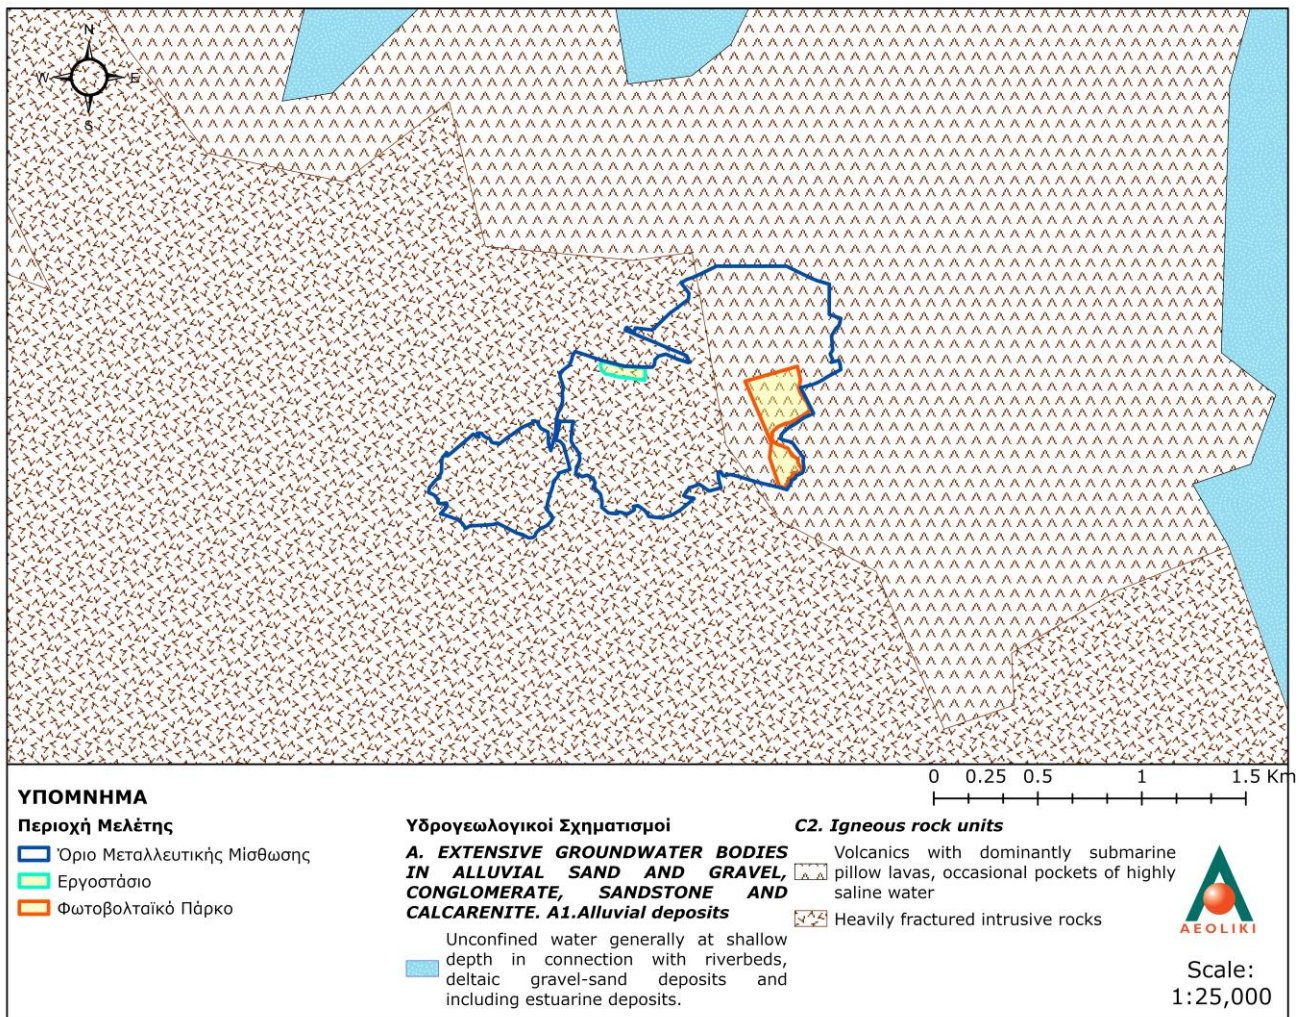 N
W E
S
0 0.25 0.5 1 1.5 Km
ΥΠΟΜΝΗΜΑ
Περιοχή Μελέτης
Όριο Μεταλλευτικής Μίσθωσης
Εργοστάσιο
Φωτοβολταϊκό Πάρκο
Υδρογεωλογικοί Σχηματισμοί
A. EXTENSIVE GROUNDWATER BODIES
IN ALLUVIAL SAND AND GRAVEL,
CONGLOMERATE, SANDSTONE AND
CALCARENITE. A1.Alluvial deposits
Unconfined water generally at shallow
depth in connection with riverbeds,
deltaic gravel-sand deposits and
including estuarine deposits.
C2. Igneous rock units
Volcanics with dominantly submarine
pillow lavas, occasional pockets of highly
saline water
Heavily fractured intrusive rocks
AEOLIKI
Scale:
1:25,000